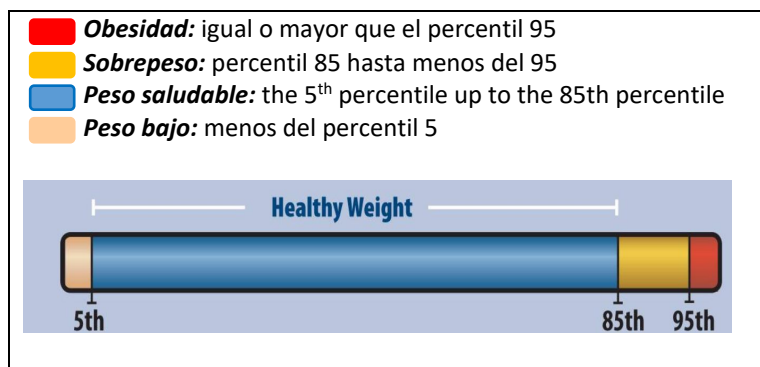 Obesidad: igual o mayor que el percentil 95
Sobrepeso: percentil 85 hasta menos del 95
Peso saludable: the 5th percentile up to the 85th percentile
Peso bajo: menos del percentil 5
Healthy Weight
5th 85th 95th